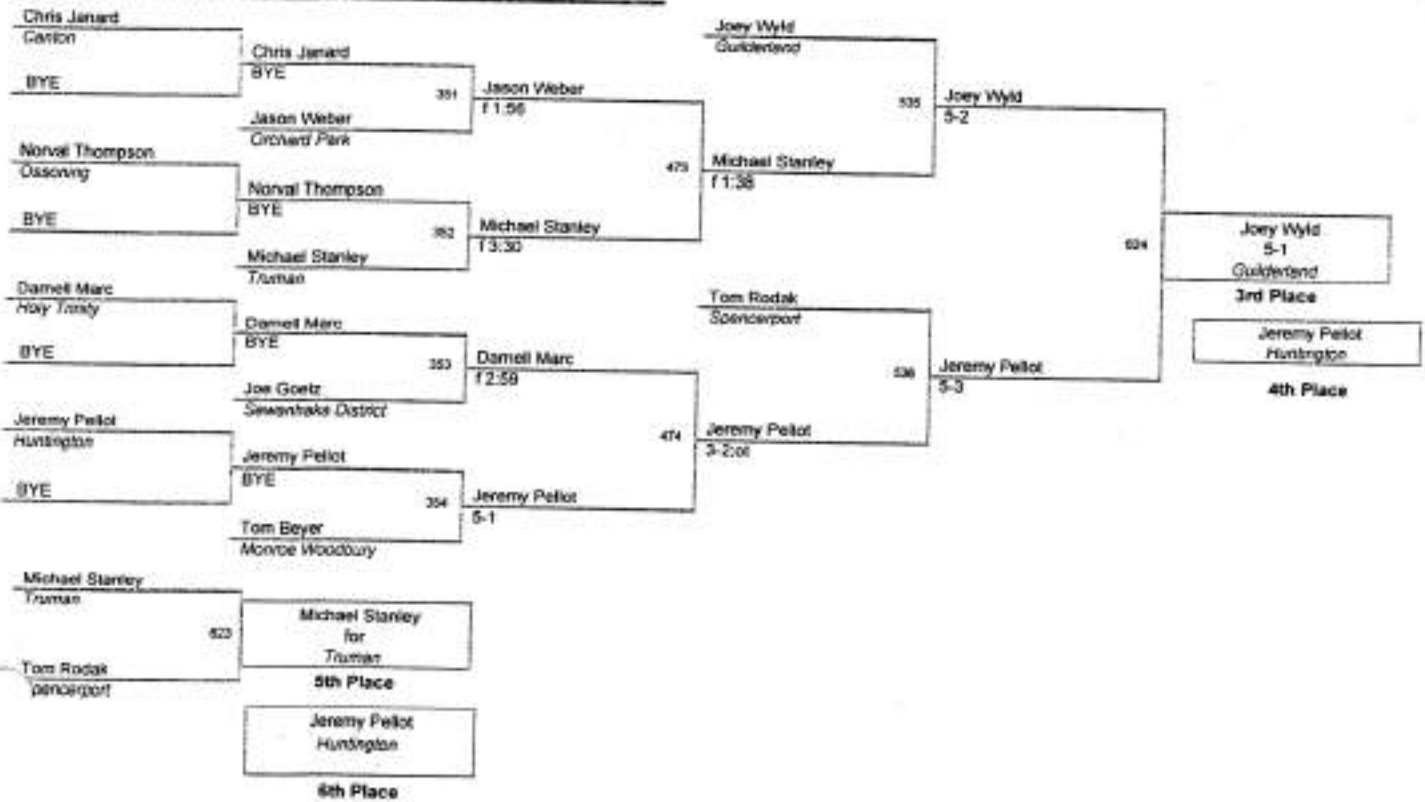 Chris Janard
Canton
BYE
Chris Janard
BYE
351
Jason Weber
Orchard Park
Jason Weber
f 1:56
Norval Thompson
Ossoning
BYE
Norval Thompson
BYE
352
Michael Stanley
Truman
Michael Stanley
f 3:30
473
Michael Stanley
f 1:38
Joey Wyld
Guilderland
535
Joey Wyld
5-2
Darnell Marc
Holy Trinity
BYE
Darnell Marc
BYE
353
Joe Goetz
Sewanhaka District
Darnell Marc
f 2:59
Jeremy Pellot
Huntington
BYE
Jeremy Pellot
BYE
354
Tom Beyer
Monroe Woodbury
Jeremy Pellot
5-1
474
Jeremy Pellot
3-2:ot
Tom Rodak
Spencerport
536
Jeremy Pellot
5-3
624
Joey Wyld
5-1
Guilderland
3rd Place
Jeremy Pellot
Huntington
4th Place
Michael Stanley
Truman
623
Tom Rodak
pencerport
Michael Stanley
for
Truman
5th Place
Jeremy Pellot
Huntington
6th Place